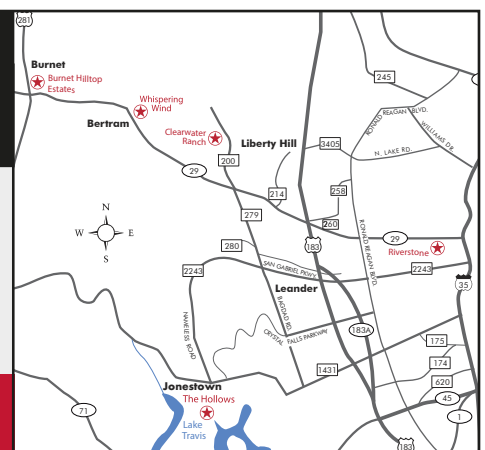 281
Burnet
Burnet Hilltop
Estates
Whispering
Wind
Bertram
Clearwater
Ranch
Liberty Hill
245
RONALD REAGAN BLVD.
WILLIAMS DR.
3405
N. LAKE RD.
200
29
214
258
279
260
N
W
E
S
280
183
RONALD REAGAN BLVD.
29
Riverstone
2243
SAN GABRIEL PKWY.
2243
35
Leander
BAGDAD RD.
NAMELESS ROAD
CRYSTAL FALLS PARKWAY
183A
175
174
1431
620
Jonestown
The Hollows
45
71
Lake
Travis
1
183